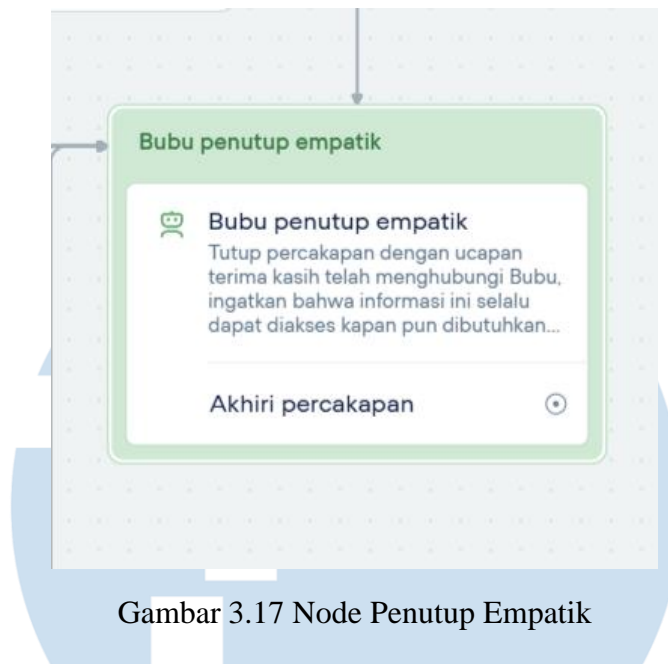 Bubu penutup empatik
Bubu penutup empatik
Tutup percakapan dengan ucapan
terima kasih telah menghubungi Bubu,
ingatkan bahwa informasi ini selalu
dapat diakses kapan pun dibutuhkan...
Akhiri percakapan
Gambar 3.17 Node Penutup Empatik